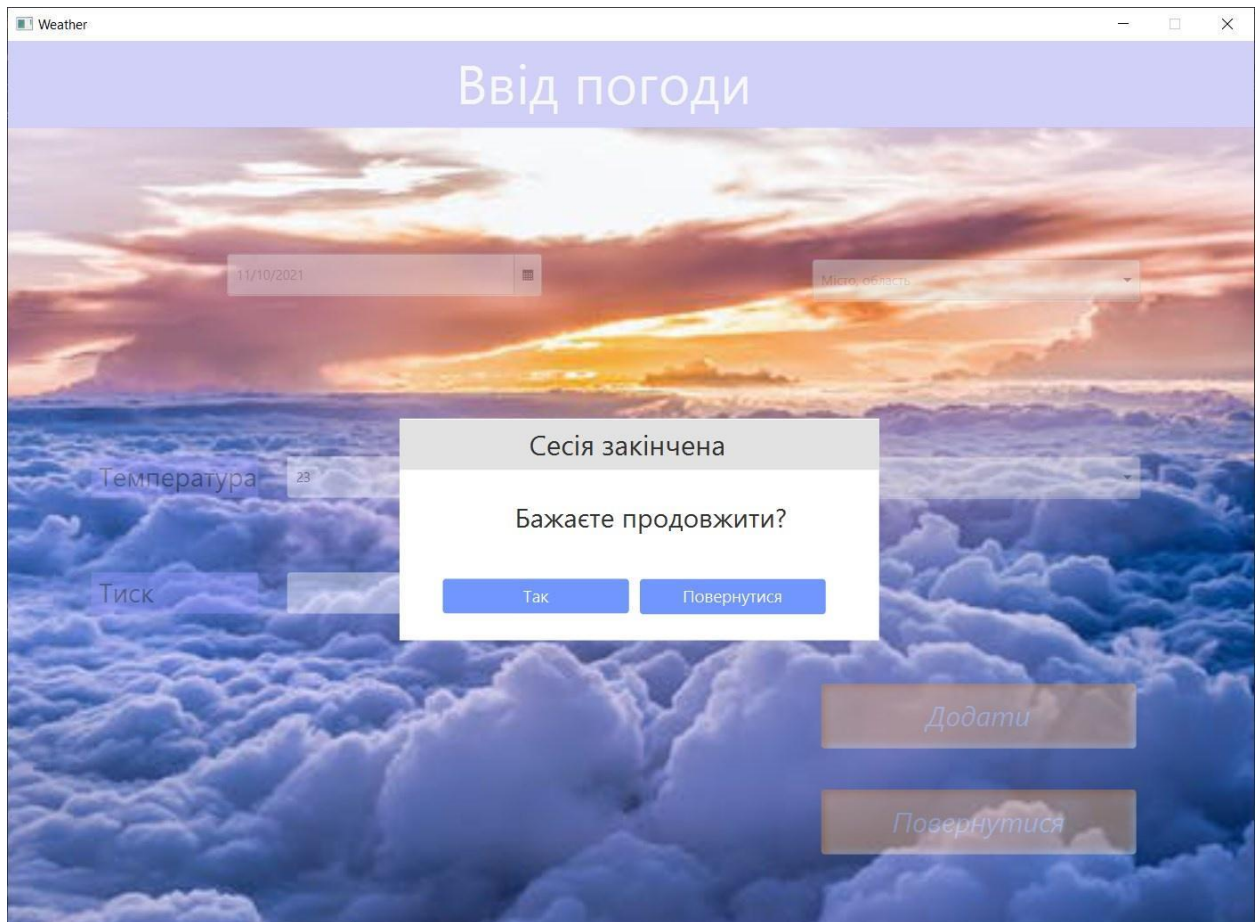 Weather
Ввід погоди
11/10/2021
Місто, область
Сесія закінчена
Температура
23
Бажаєте продовжити?
Тиск
Так
Повернутися
Додати
Повернутися